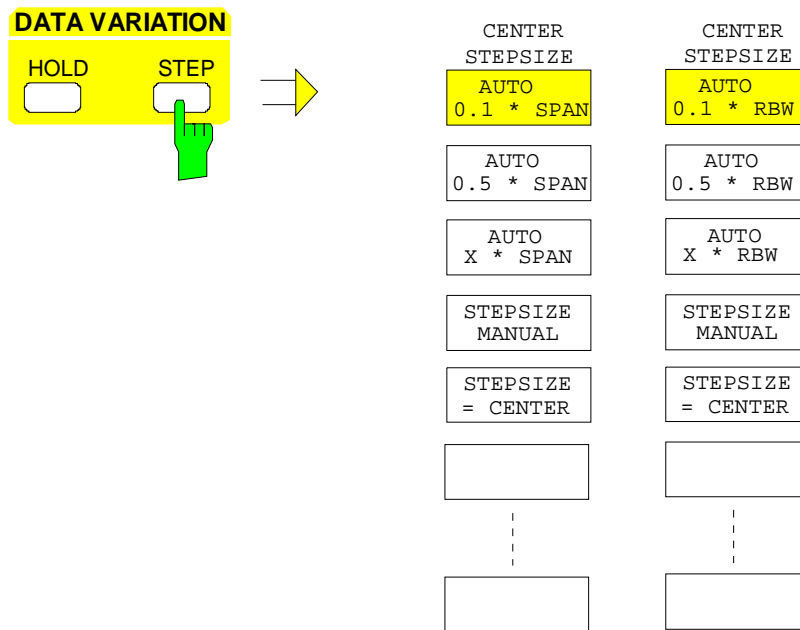 DATA VARIATION
HOLD STEP
CENTER
STEPSIZE
AUTO
0.1 * SPAN
AUTO
0.5 * SPAN
AUTO
X * SPAN
STEPSIZE
MANUAL
STEPSIZE
= CENTER
CENTER
STEPSIZE
AUTO
0.1 * RBW
AUTO
0.5 * RBW
AUTO
X * RBW
STEPSIZE
MANUAL
STEPSIZE
= CENTER